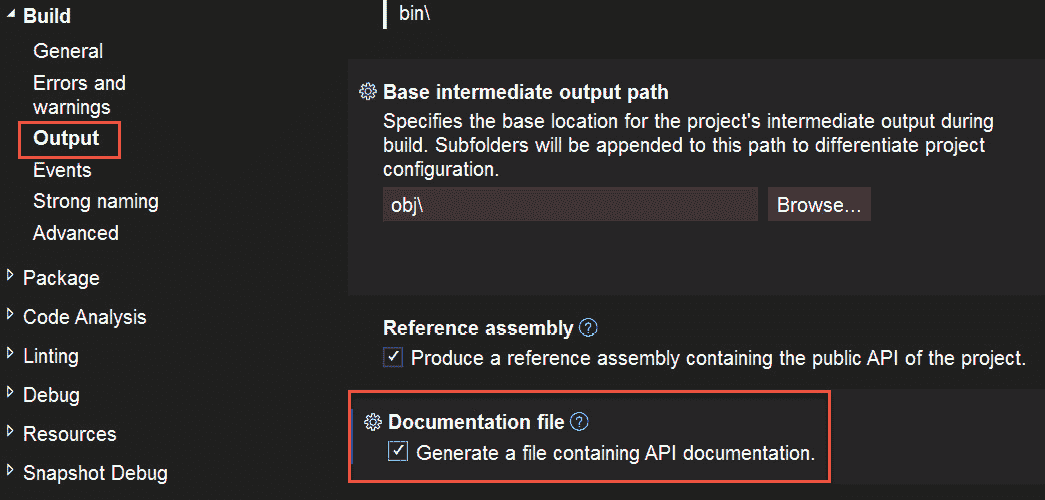 Build
General
Errors and
warnings
Output
Events
Strong naming
Advanced
Package
Code Analysis
Linting
Debug
Resources
Snapshot Debug
bin\
Base intermediate output path
Specifies the base location for the project's intermediate output during
build. Subfolders will be appended to this path to differentiate project
configuration.
obj\ Browse...
Reference assembly ?
Produce a reference assembly containing the public API of the project.
Documentation file ?
Generate a file containing API documentation.